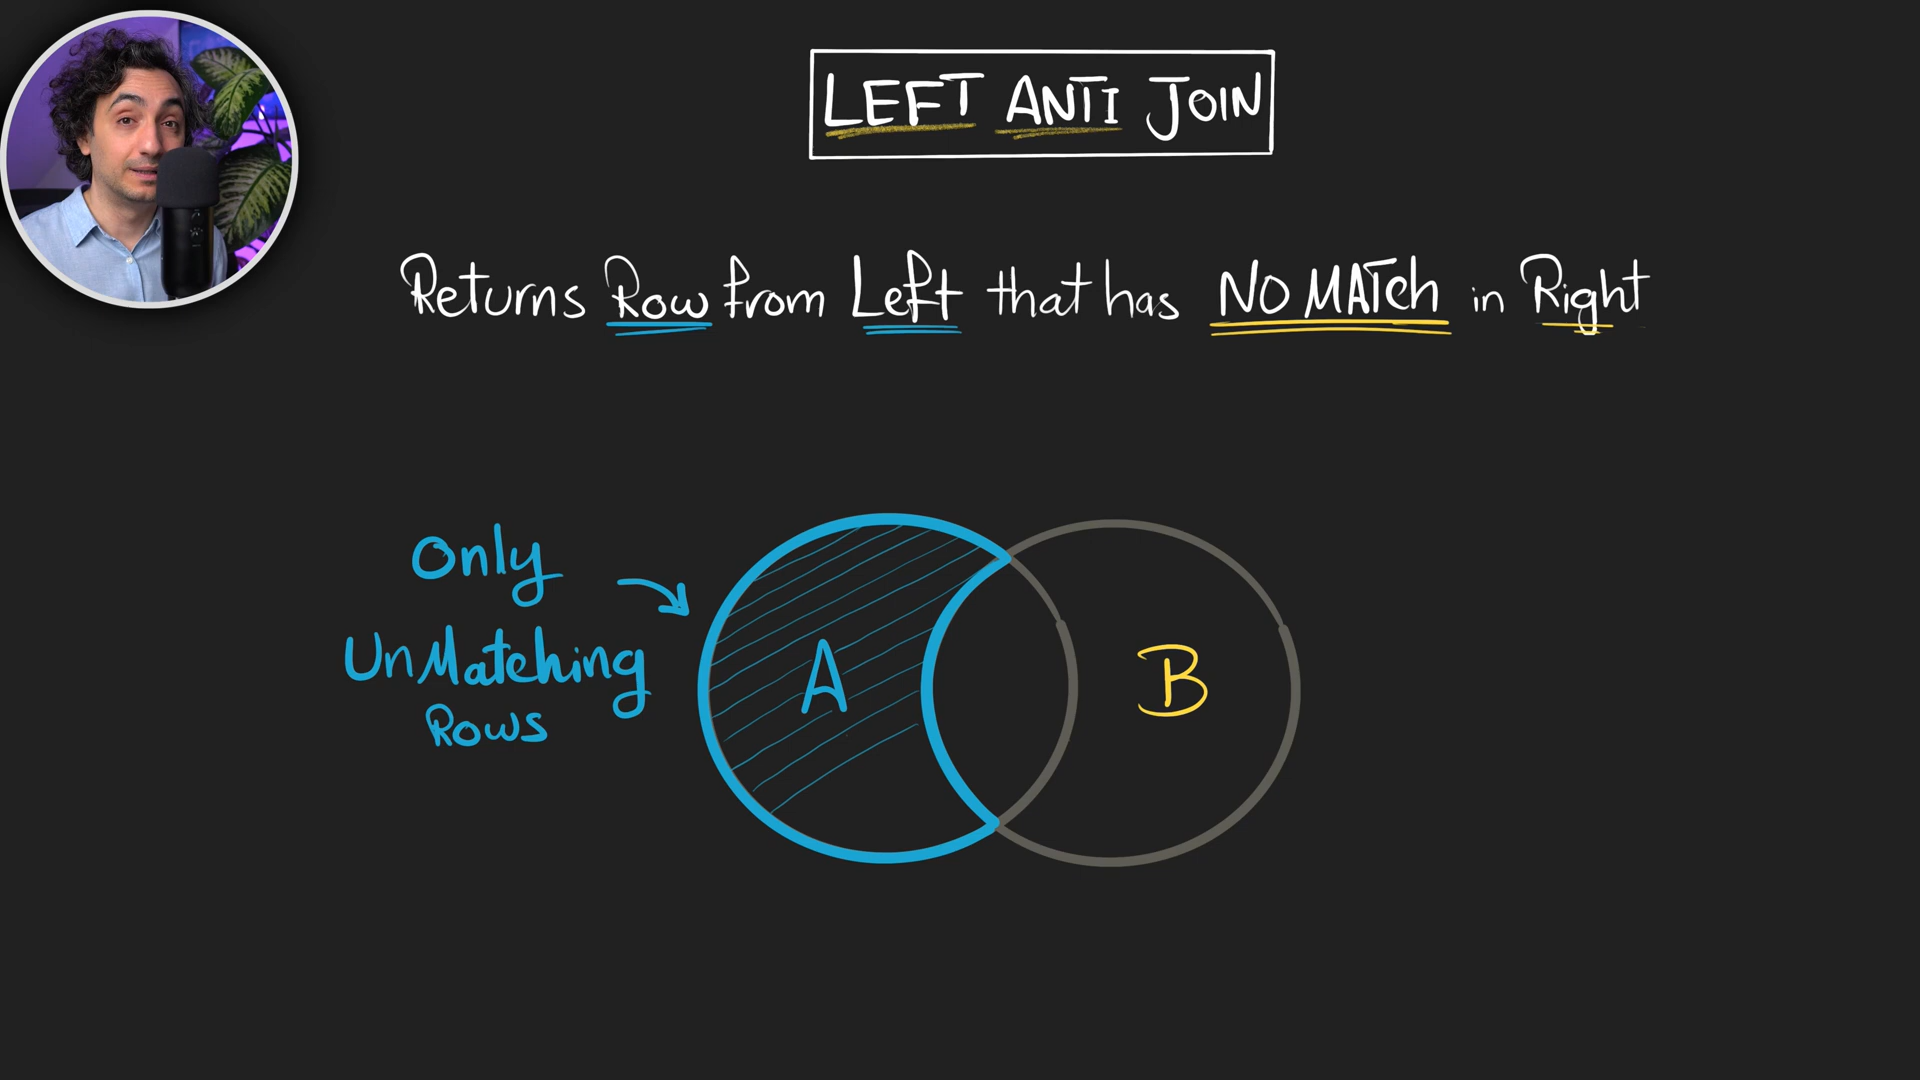 LEFT ANTI JOIN
Returns Row from Left that has NO MATCh in Right
Only
UnMatching
Rows
A
B